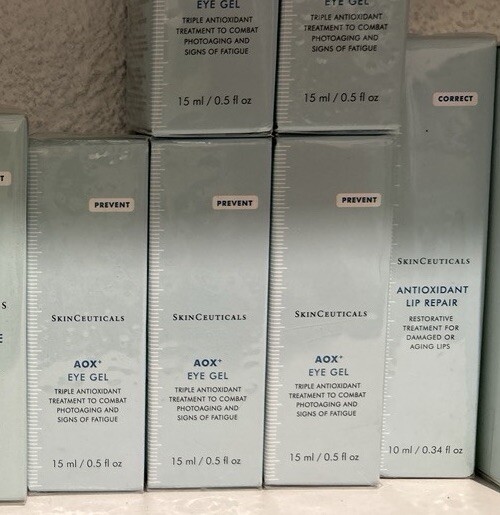 EYE GEL
TRIPLE ANTIOXIDANT
TREATMENT TO COMBAT
PHOTOAGING AND
SIGNS OF FATIGUE
15 ml / 0.5 fl oz
EYE GEL
TRIPLE ANTIOXIDANT
TREATMENT TO COMBAT
PHOTOAGING AND
SIGNS OF FATIGUE
15 ml / 0.5 fl oz
T
S
E
PREVENT
SKINCEUTICALS
AOX+
EYE GEL
TRIPLE ANTIOXIDANT
TREATMENT TO COMBAT
PHOTOAGING AND
SIGNS OF FATIGUE
15 ml / 0.5 fl oz
PREVENT
SKINCEUTICALS
AOX+
EYE GEL
TRIPLE ANTIOXIDANT
TREATMENT TO COMBAT
PHOTOAGING AND
SIGNS OF FATIGUE
15 ml / 0.5 fl oz
PREVENT
SKINCEUTICALS
AOX+
EYE GEL
TRIPLE ANTIOXIDANT
TREATMENT TO COMBAT
PHOTOAGING AND
SIGNS OF FATIGUE
15 ml / 0.5 fl oz
CORRECT
SKINCEUTICALS
ANTIOXIDANT
LIP REPAIR
RESTORATIVE
TREATMENT FOR
DAMAGED OR
AGING LIPS
10 ml / 0.34 fl oz